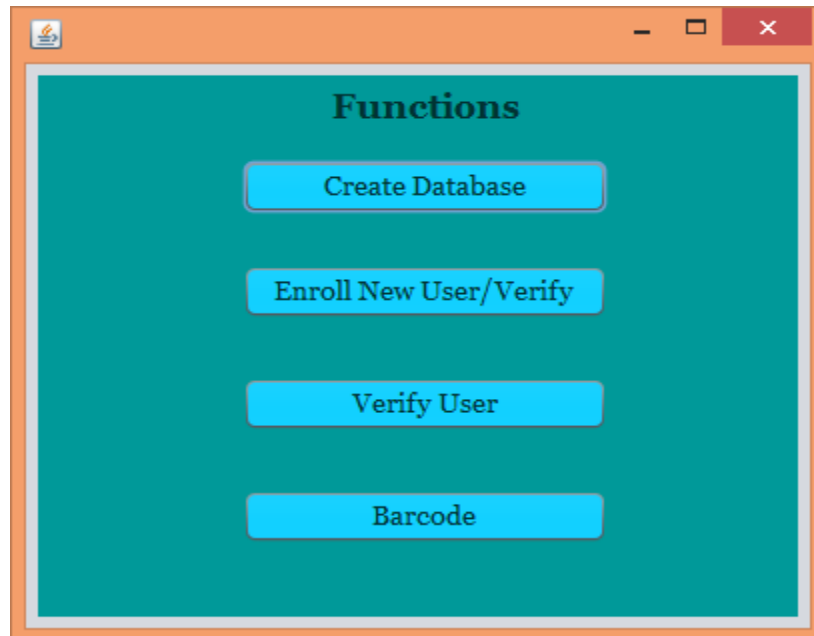 Functions
Create Database
Enroll New User/Verify
Verify User
Barcode